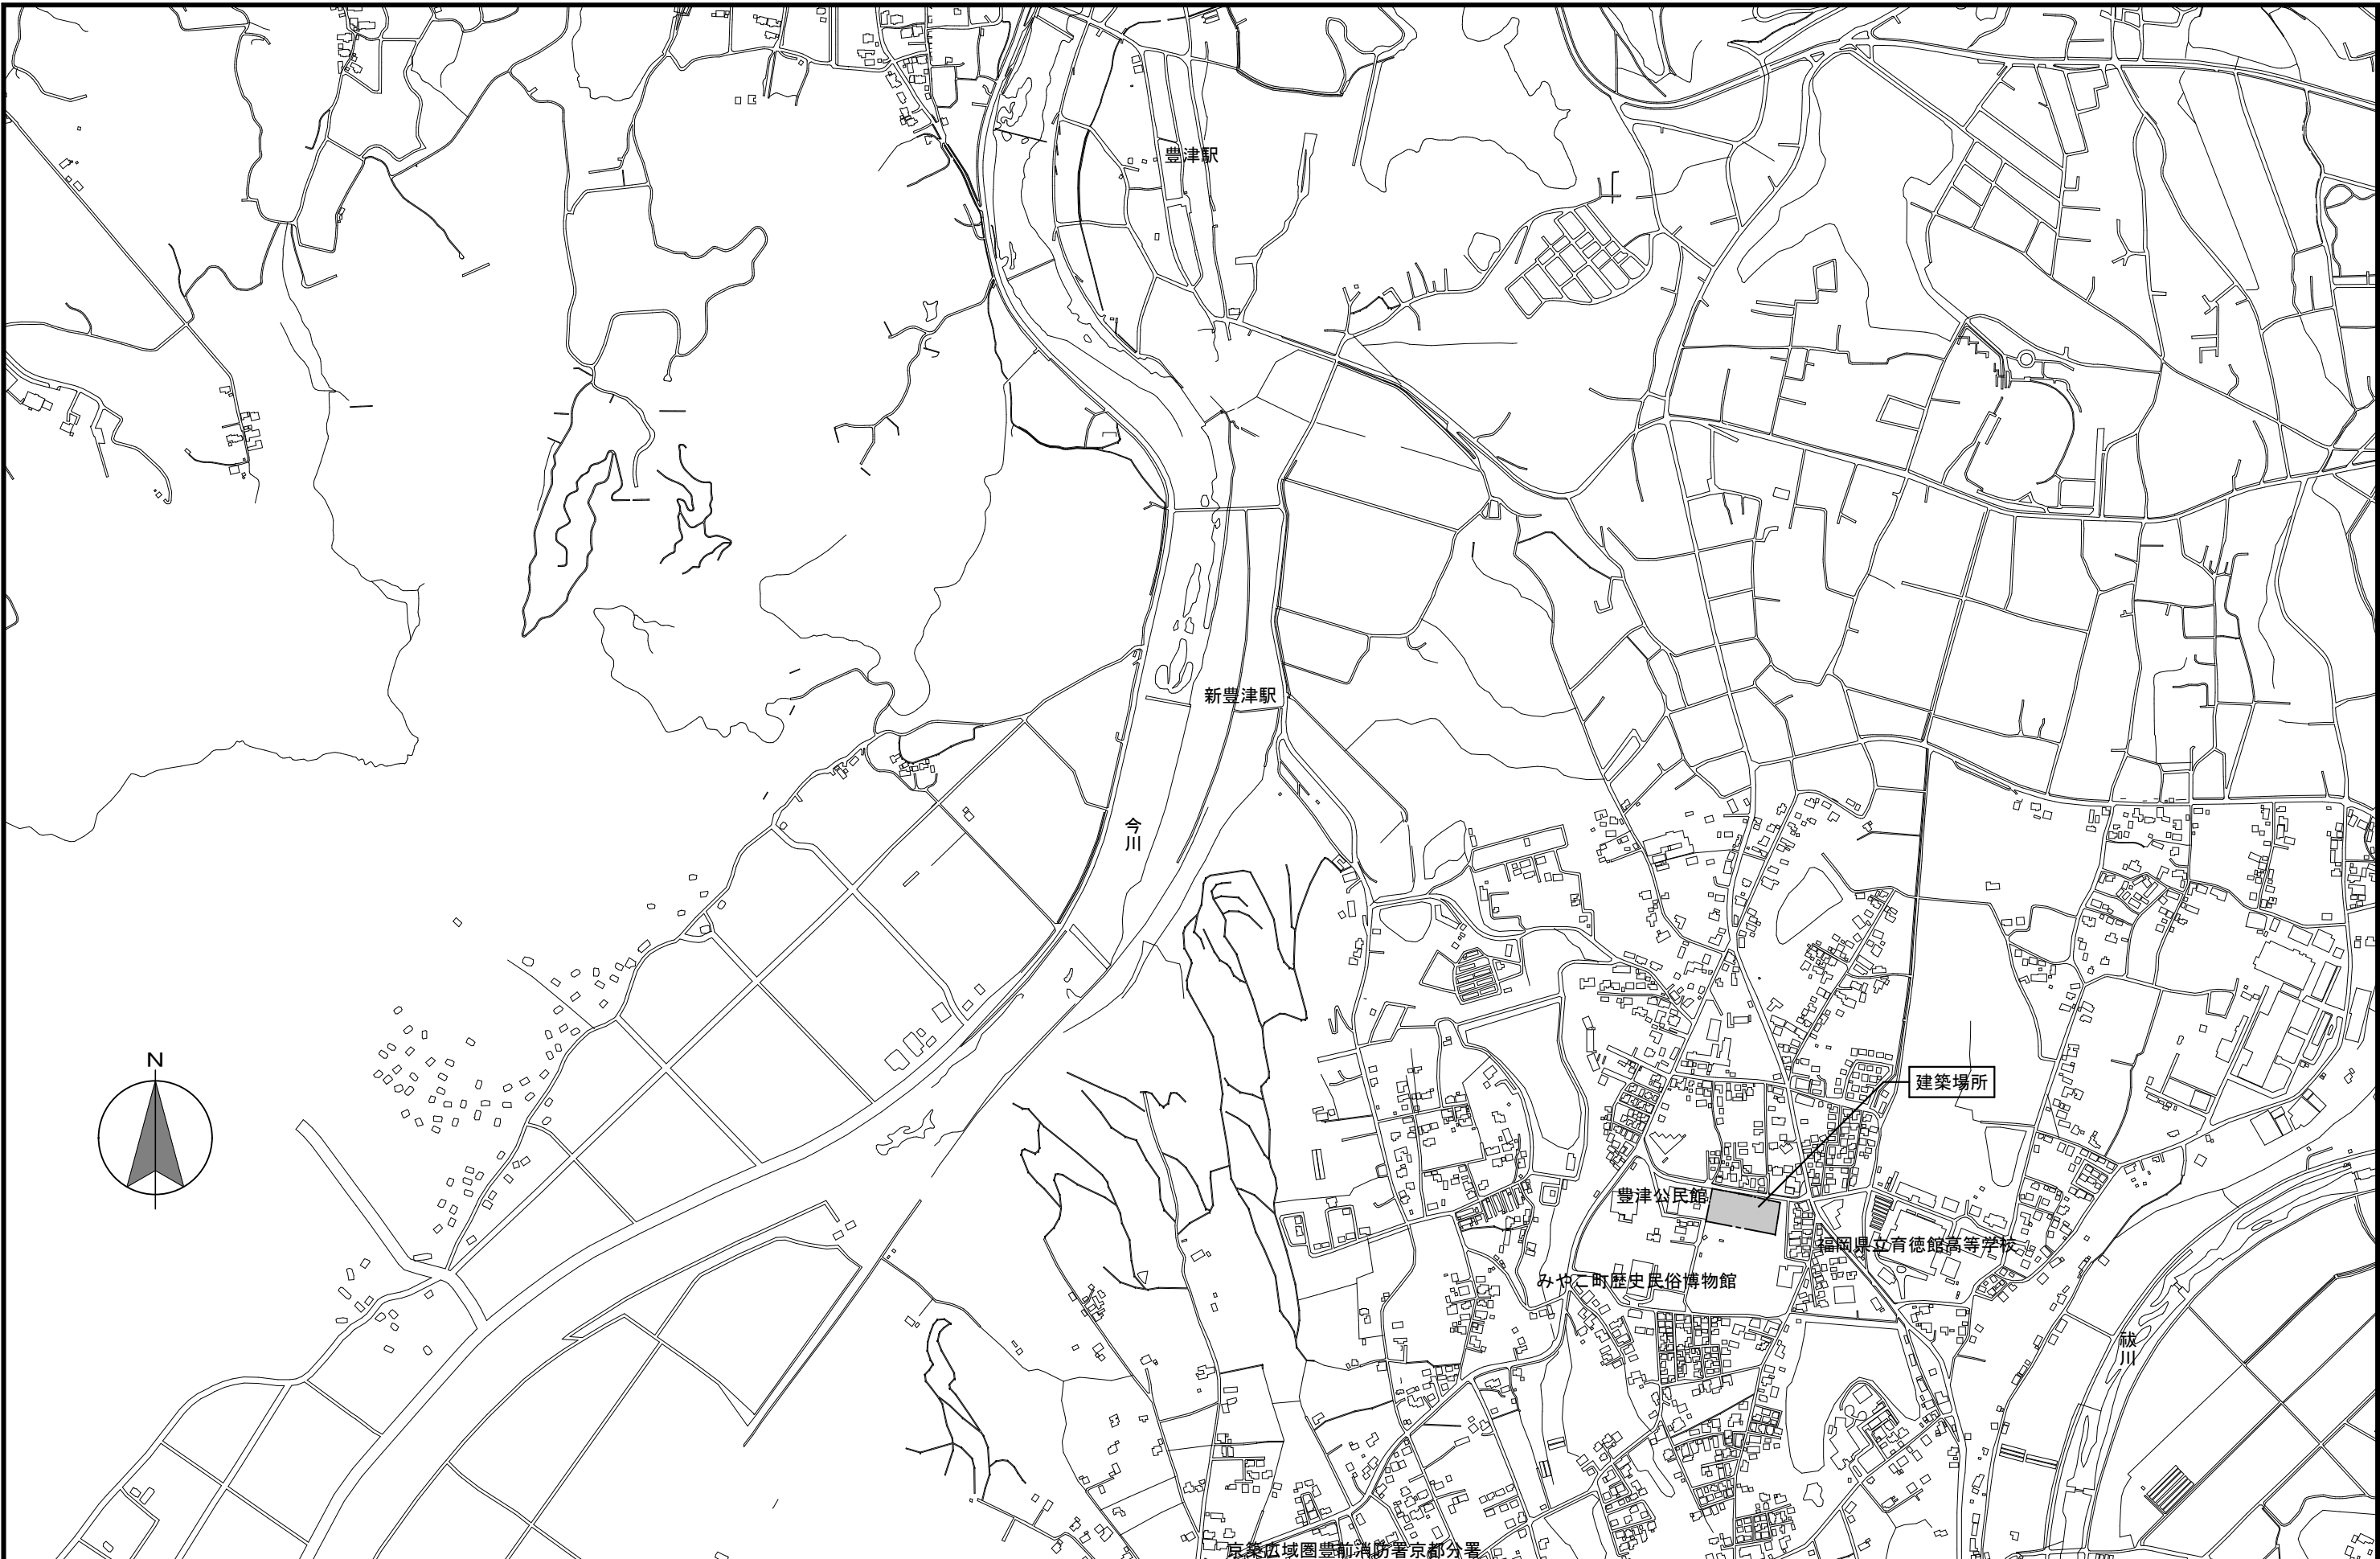 豊津駅
新豊津駅
今川
N
建築場所
豊津公民館
福岡県立育徳館高等学校
みやこ町歴史民俗博物館
祓川
京築広域圏豊前消防署京都分署